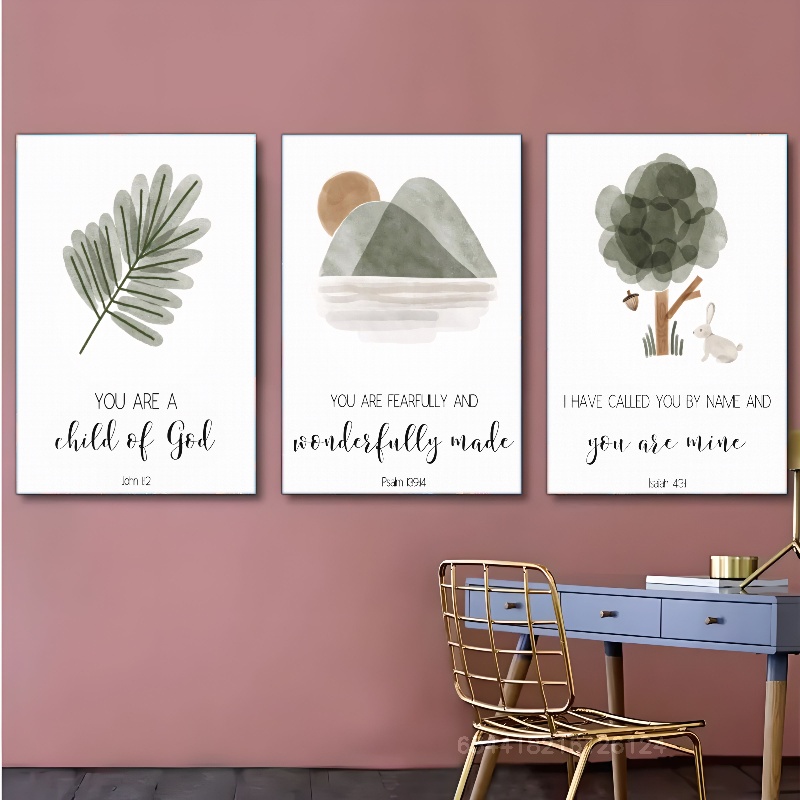 YOU ARE A
child of God
John 1:12
YOU ARE FEARFULLY AND
wonderfully made
Psalm 139:14
I HAVE CALLED YOU BY NAME AND
you are mine
Isaiah 43:1